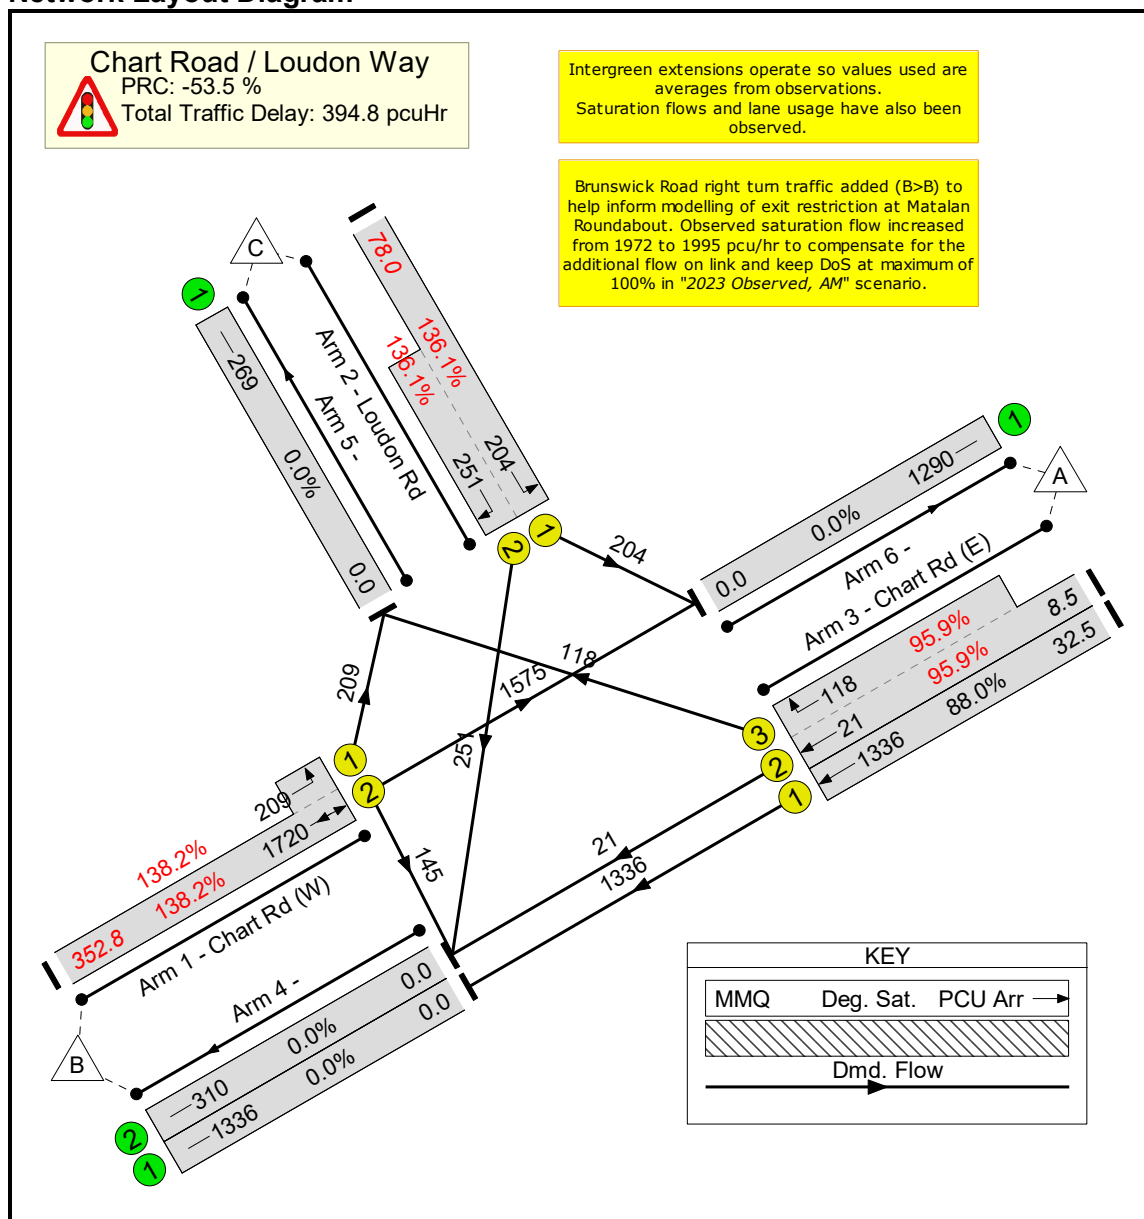 Network Layout Diagram
Chart Road / Loudon Way
PRC: -53.5 %
Total Traffic Delay: 394.8 pcuHr
Intergreen extensions operate so values used are
averages from observations.
Saturation flows and lane usage have also been
observed.
Brunswick Road right turn traffic added (B>B) to
help inform modelling of exit restriction at Matalan
Roundabout. Observed saturation flow increased
from 1972 to 1995 pcu/hr to compensate for the
additional flow on link and keep DoS at maximum of
100% in "2023 Observed, AM" scenario.
C
1
269
0.0%
0.0
Arm 5 -
Arm 2 - Loudon Rd
78.0
136.1%
136.1%
204
251
2
1
204
1
A
1290
0.0%
0.0
Arm 6 -
Arm 3 - Chart Rd (E)
95.9%
8.5
95.9%
32.5
88.0%
118
21
1336
3
2
1
118
1575
209
251
21
1336
145
1
2
209
1720
138.2%
138.2%
352.8
Arm 1 - Chart Rd (W)
Arm 4 -
B
0.0
0.0%
0.0
0.0%
310
1336
2
1
KEY
MMQ Deg. Sat. PCU Arr
Dmd. Flow